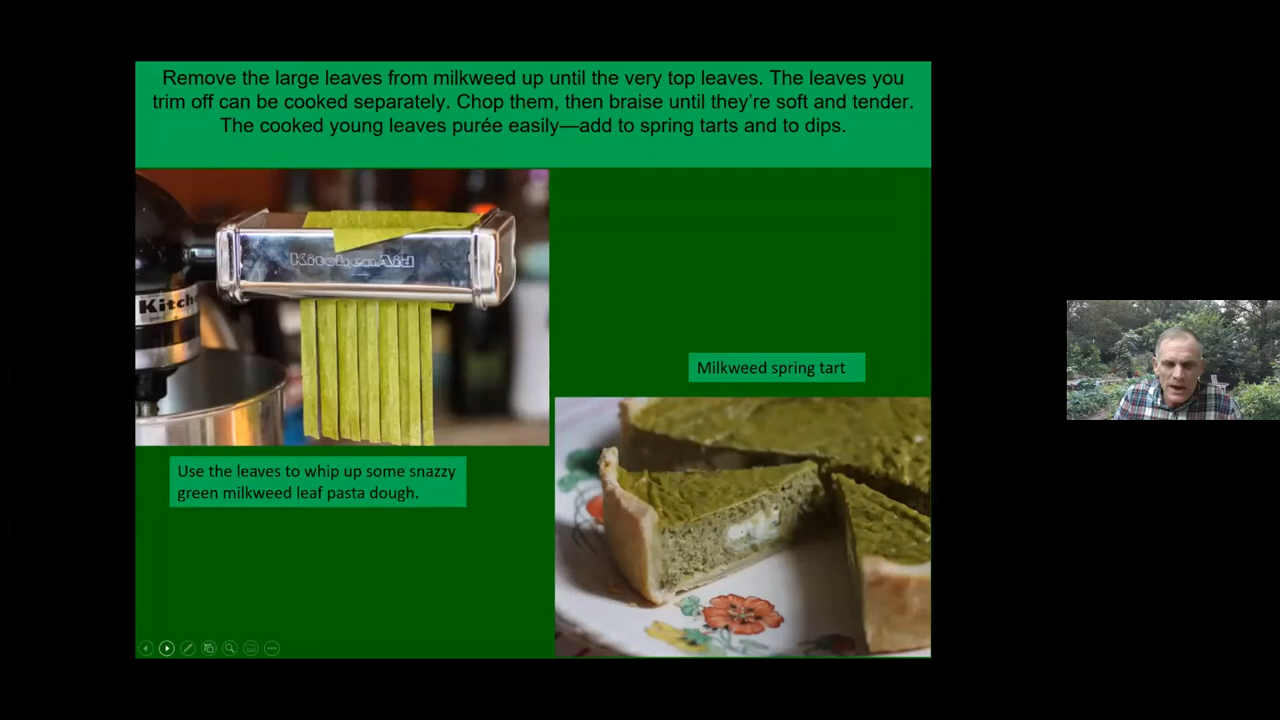 Remove the large leaves from milkweed up until the very top leaves. The leaves you
trim off can be cooked separately. Chop them, then braise until they’re soft and tender.
The cooked young leaves purée easily—add to spring tarts and to dips.
KitchenAid
Kitch
Milkweed spring tart
Use the leaves to whip up some snazzy
green milkweed leaf pasta dough.